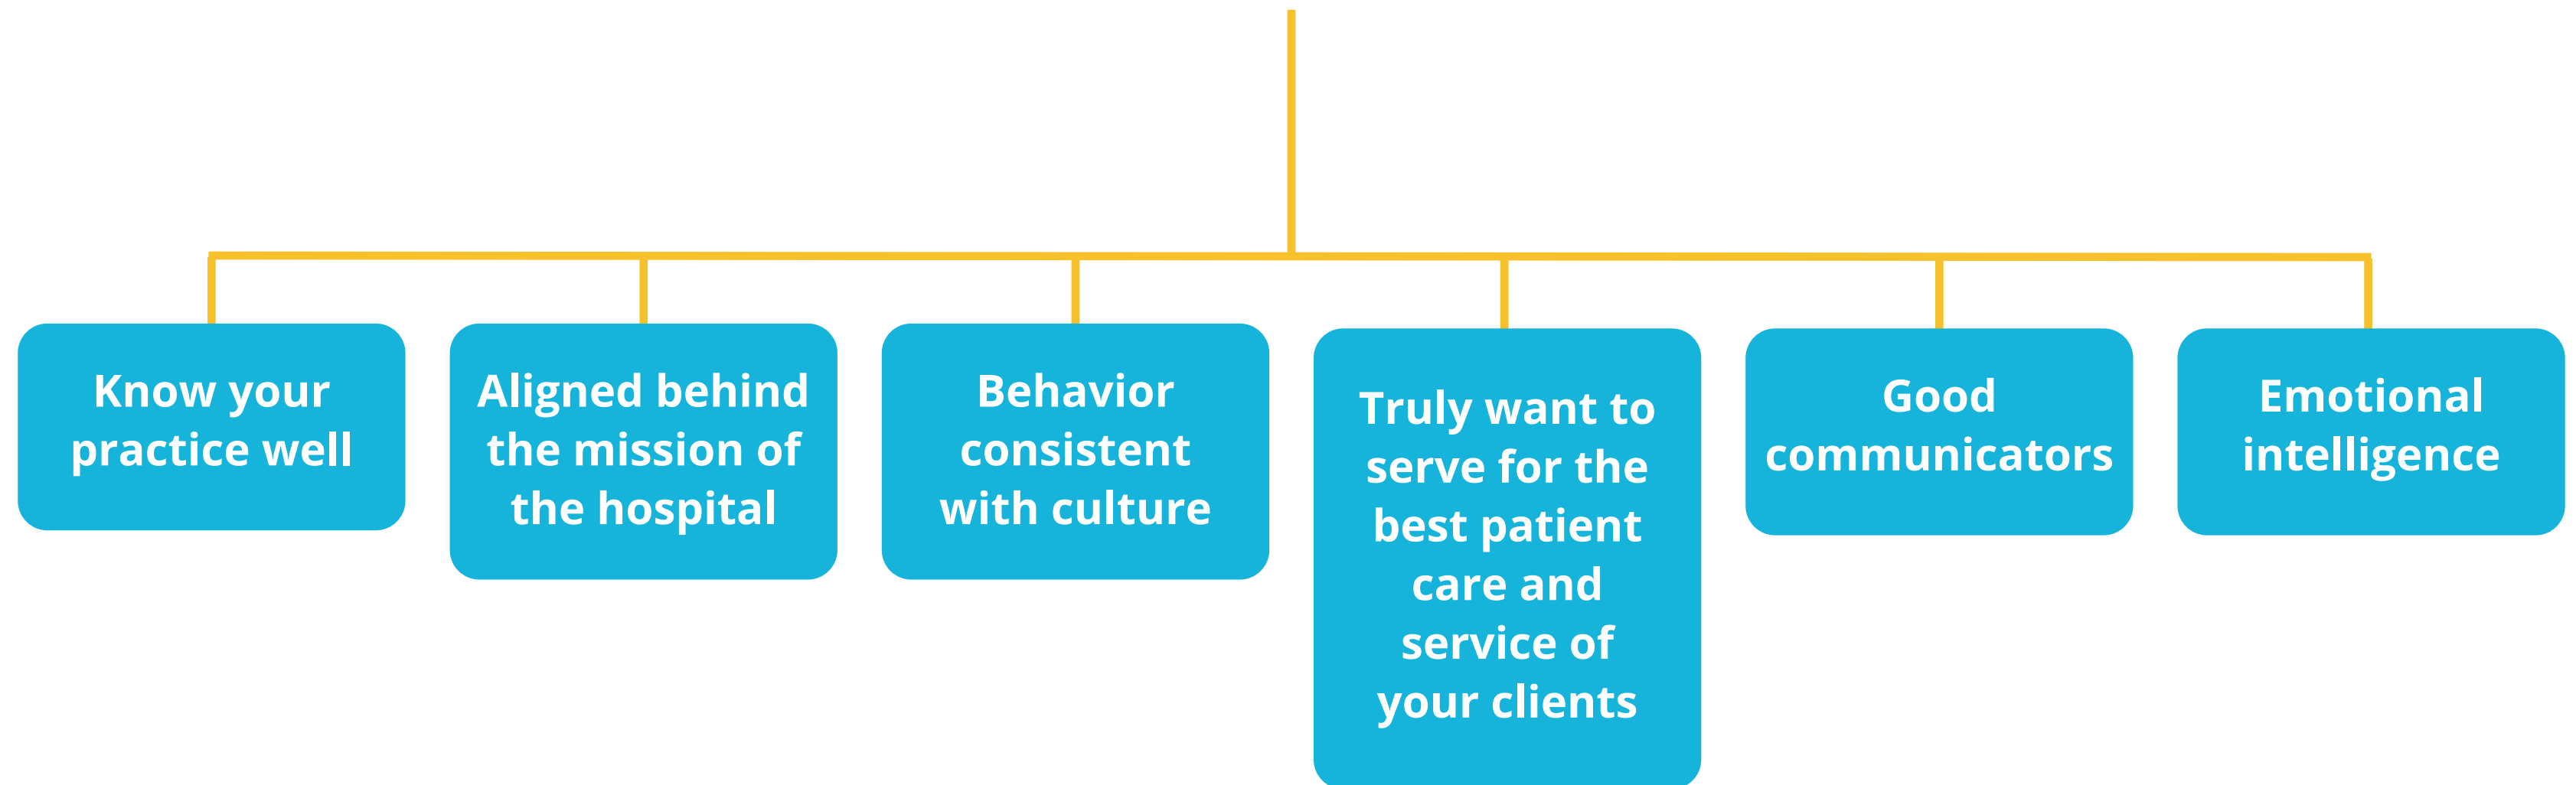 Know your
practice well
Aligned behind
the mission of
the hospital
Behavior
consistent
with culture
Truly want to
serve for the
best patient
care and
service of
your clients
Good
communicators
Emotional
intelligence